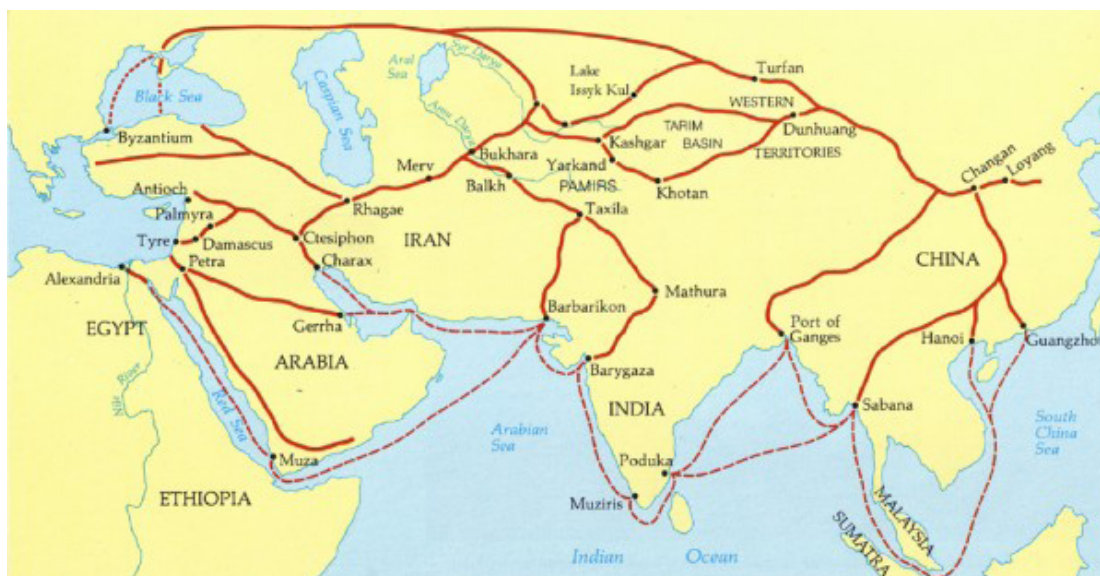 Black Sea
Byzantium
Caspian Sea
Aral
Sea
Syr Darya
Amu Darya
Lake
Issyk Kul
Turfan
WESTERN
TARIM
BASIN
Dunhuang
TERRITORIES
Kashgar
Yarkand
PAMIRS
Khotan
Bukhara
Merv
Balkh
Changan
Loyang
Antioch
Palmyra
Rhagae
Taxila
Tyre
Damascus
Ctesiphon
IRAN
CHINA
Petra
Charax
Alexandria
Mathura
EGYPT
Gerrha
Barbarikon
Port of
Ganges
Hanoi
Guangzho
ARABIA
Barygaza
Nile River
Red Sea
INDIA
Sabana
Arabian
Sea
South
China
Sea
Muza
Poduka
ETHIOPIA
Muziris
MALAYSIA
SUMATRA
Indian Ocean